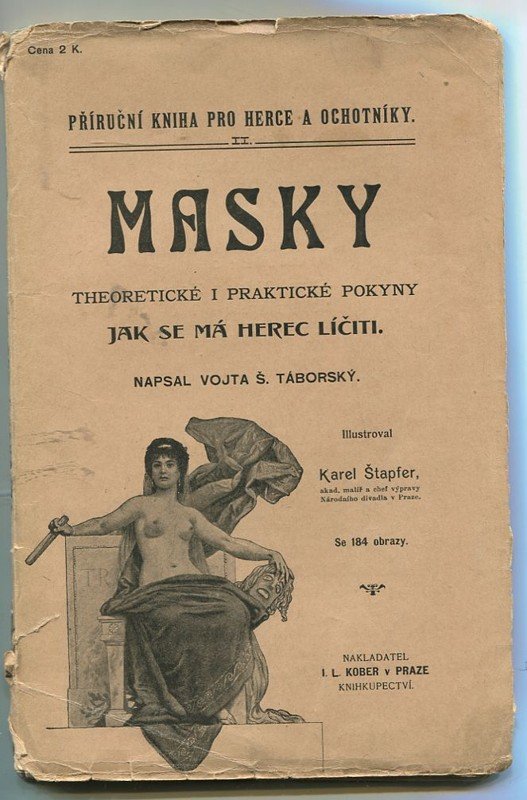 Cena 2 K.
PŘÍRUČNÍ KNIHA PRO HERCE A OCHOTNÍKY.
II.
MASKY
THEORETICKÉ I PRAKTICKÉ POKYNY
JAK SE MÁ HEREC LÍČITI.
NAPSAL VOJTA Š. TÁBORSKÝ.
Illustroval
Karel Štapfer,
akad. malíř a chef výpravy
Národního divadla v Praze.
Se 184 obrazy.
TR
NAKLADATEL
I. L. KOBER v PRAZE
KNIHKUPECTVÍ.